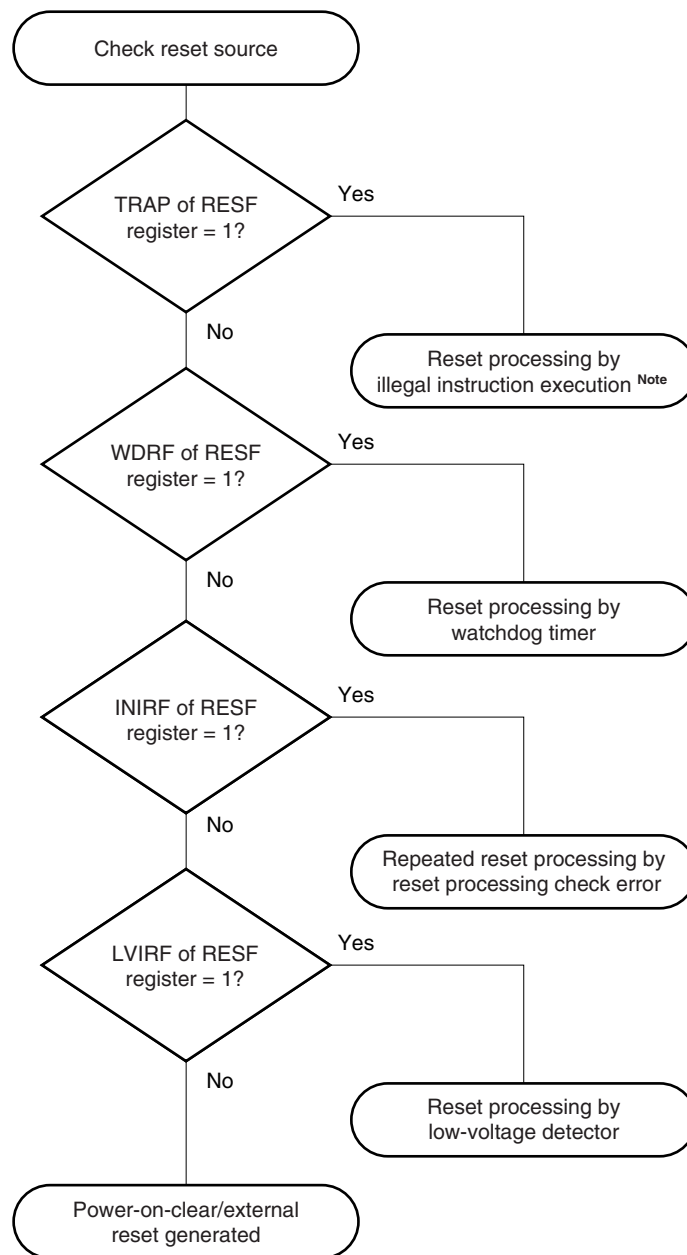 Check reset source
TRAP of RESF
register = 1?
Yes
No
Reset processing by
illegal instruction execution Note
WDRF of RESF
register = 1?
Yes
No
Reset processing by
watchdog timer
INIRF of RESF
register = 1?
Yes
No
Repeated reset processing by
reset processing check error
LVIRF of RESF
register = 1?
Yes
No
Reset processing by
low-voltage detector
Power-on-clear/external
reset generated